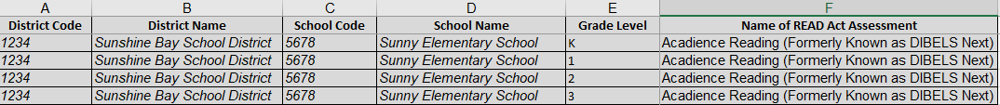 A B C D E F
District Code District Name School Code School Name Grade Level Name of READ Act Assessment
1234 Sunshine Bay School District 5678 Sunny Elementary School K Acadience Reading (Formerly Known as DIBELS Next)
1234 Sunshine Bay School District 5678 Sunny Elementary School 1 Acadience Reading (Formerly Known as DIBELS Next)
1234 Sunshine Bay School District 5678 Sunny Elementary School 2 Acadience Reading (Formerly Known as DIBELS Next)
1234 Sunshine Bay School District 5678 Sunny Elementary School 3 Acadience Reading (Formerly Known as DIBELS Next)